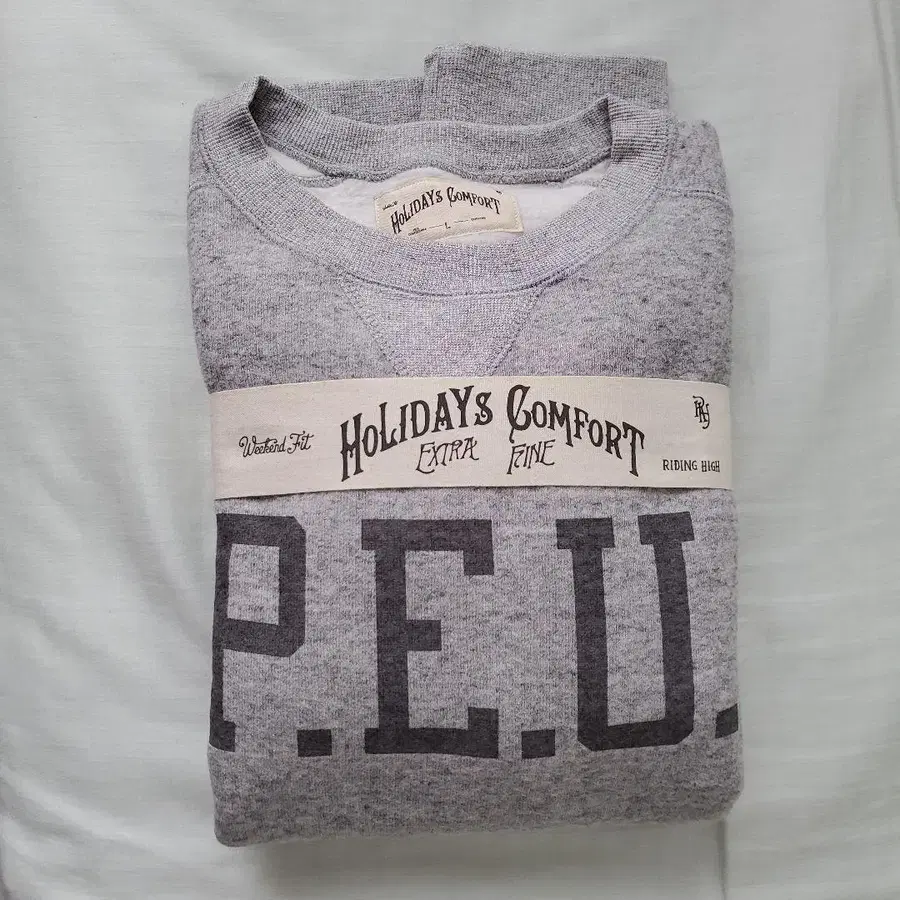 HOLIDAYS COMFORT
L
Weekend Fit
HOLIDAYS COMFORT
EXTRA FINE
RH
RIDING HIGH
P.E.U.